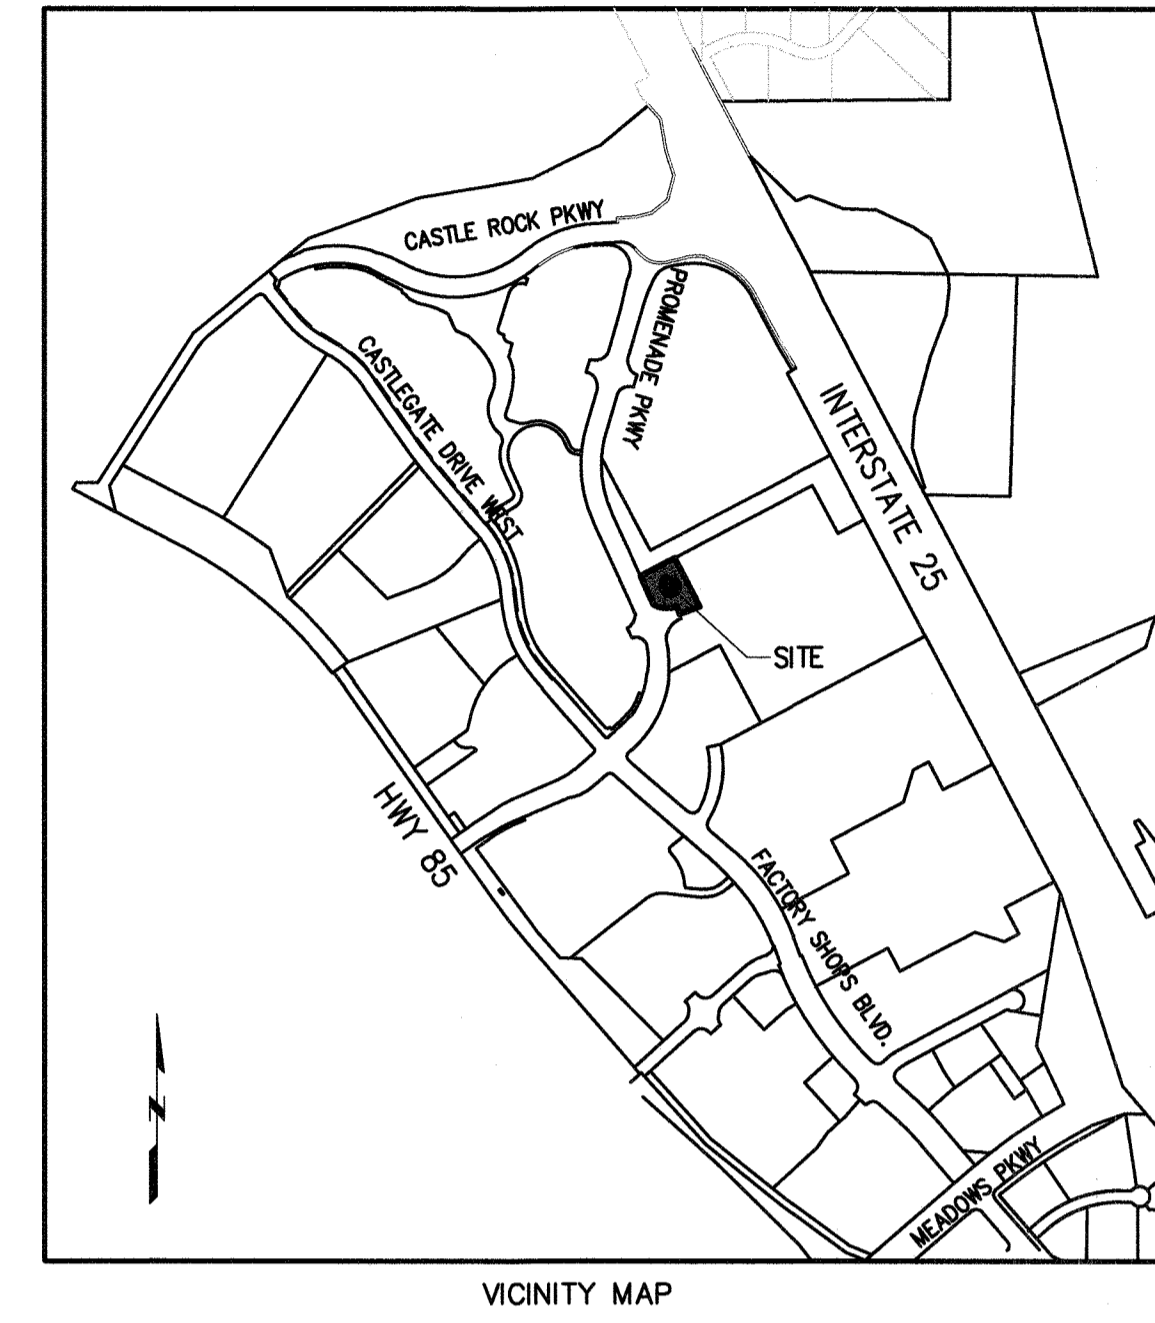 CASTLE ROCK PKWY
PROMENADE PKWY
CASTLEGATE DRIVE WEST
INTERSTATE 25
SITE
HWY 85
FACTORY SHOPS BLVD.
N
MEADOWS PKWY
VICINITY MAP